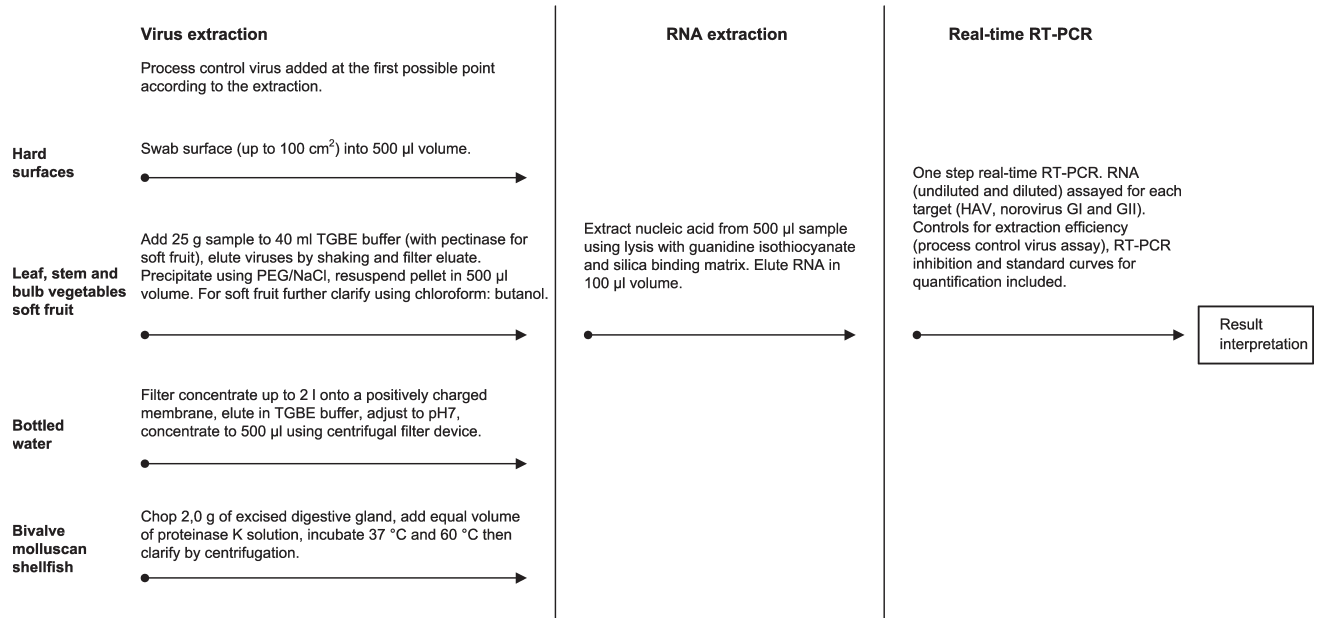 Virus extraction
RNA extraction
Real-time RT-PCR
Process control virus added at the first possible point
according to the extraction.
Hard
surfaces
Swab surface (up to 100 cm²) into 500 µl volume.
Leaf, stem and
bulb vegetables
soft fruit
Add 25 g sample to 40 ml TGBE buffer (with pectinase for
soft fruit), elute viruses by shaking and filter eluate.
Precipitate using PEG/NaCl, resuspend pellet in 500 µl
volume. For soft fruit further clarify using chloroform: butanol.
Bottled
water
Filter concentrate up to 2 l onto a positively charged
membrane, elute in TGBE buffer, adjust to pH7,
concentrate to 500 µl using centrifugal filter device.
Bivalve
molluscan
shellfish
Chop 2,0 g of excised digestive gland, add equal volume
of proteinase K solution, incubate 37 °C and 60 °C then
clarify by centrifugation.
Extract nucleic acid from 500 µl sample
using lysis with guanidine isothiocyanate
and silica binding matrix. Elute RNA in
100 µl volume.
One step real-time RT-PCR. RNA
(undiluted and diluted) assayed for each
target (HAV, norovirus GI and GII).
Controls for extraction efficiency
(process control virus assay), RT-PCR
inhibition and standard curves for
quantification included.
Result
interpretation